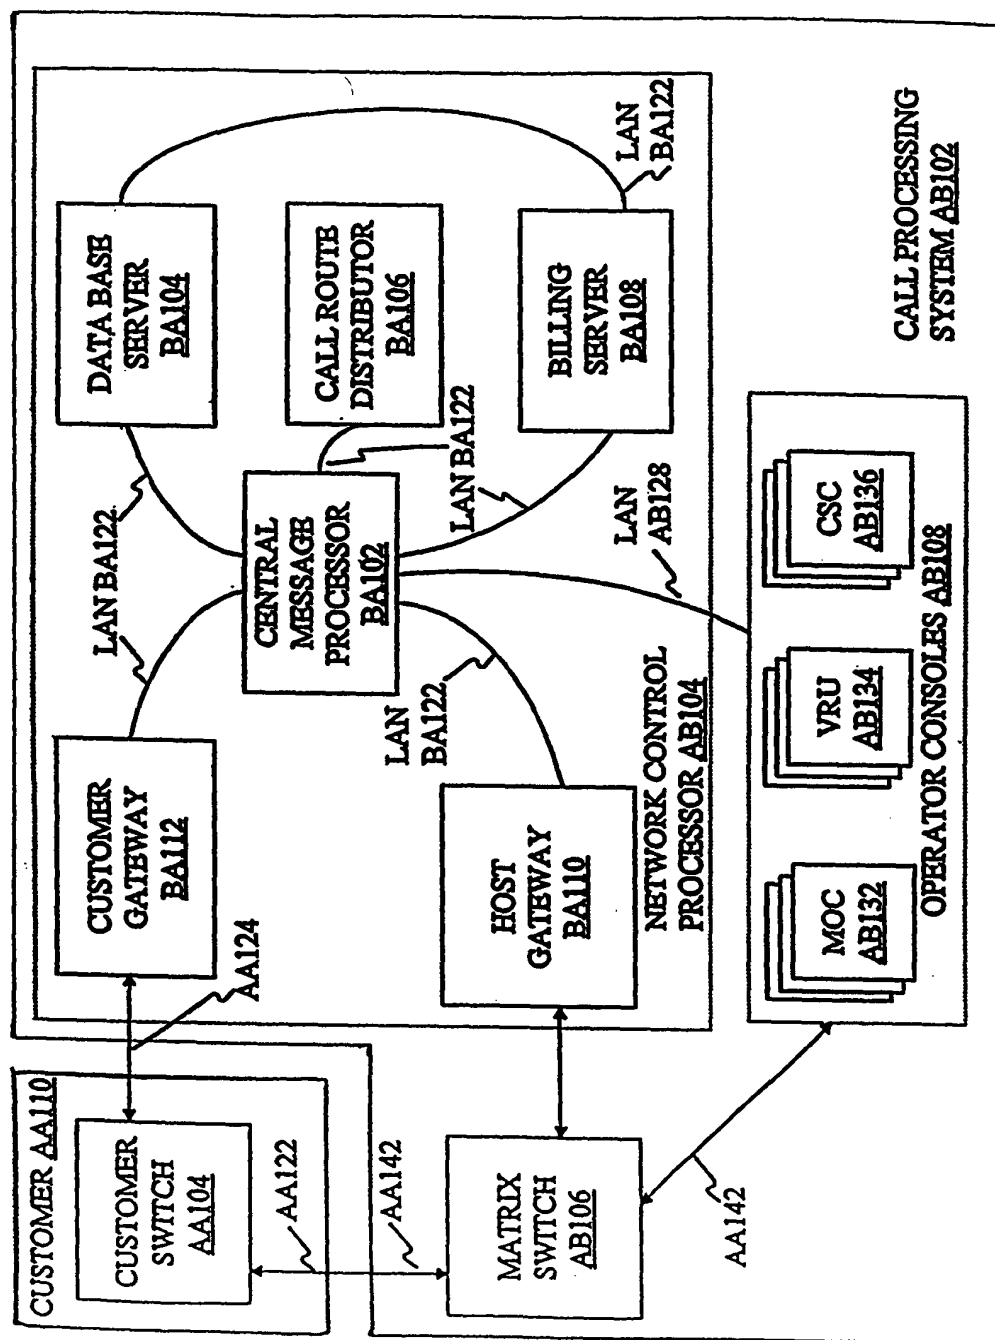 CUSTOMER AA110
CUSTOMER
SWITCH
AA104
AA124
CUSTOMER
GATEWAY
BA112
LAN BA122
DATA BASE
SERVER
BA104
CENTRAL
MESSAGE
PROCESSOR
BA102
CALL ROUTE
DISTRIBUTOR
BA106
LAN BA122
LAN BA122
BILLING
SERVER
BA108
LAN
BA122
LAN
BA122
AA122
AA142
MATRIX
SWITCH
AB106
HOST
GATEWAY
BA110
NETWORK CONTROL
PROCESSOR AB104
LAN
AB128
AA142
MOC
AB132
VRU
AB134
CSC
AB136
OPERATOR CONSOLES AB108
CALL PROCESSING
SYSTEM AB102